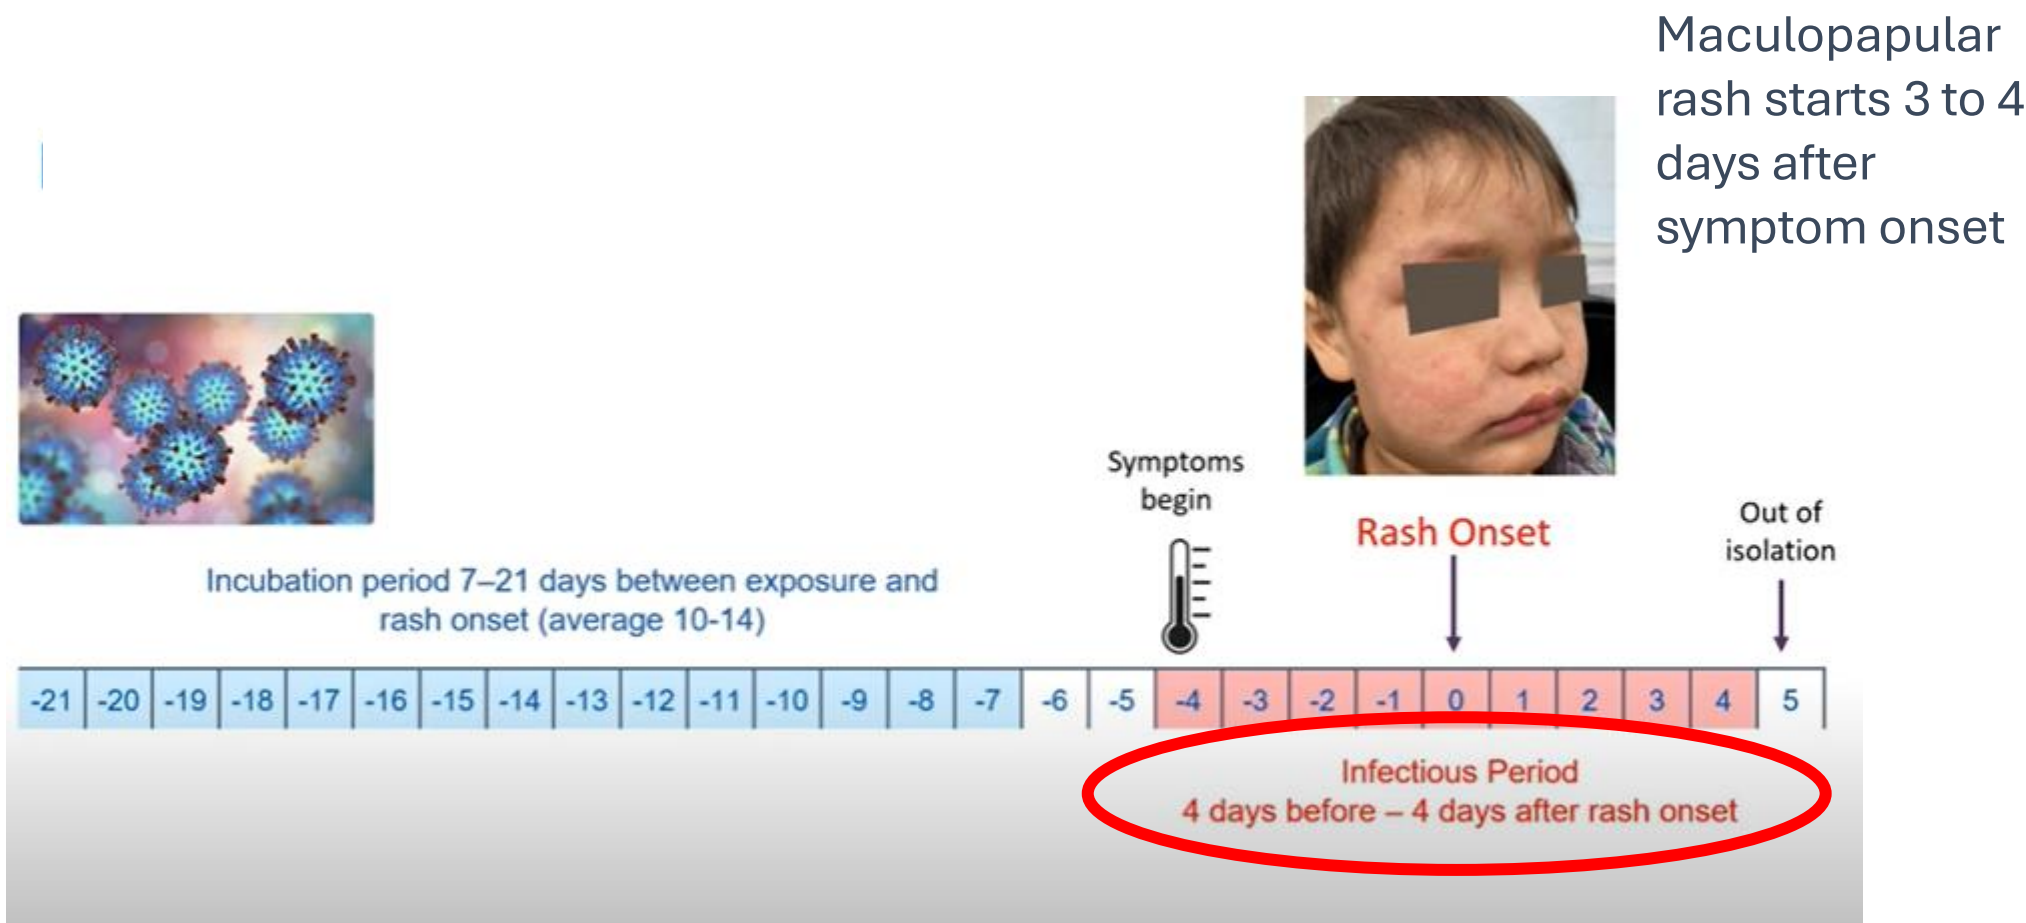 Maculopapular
rash starts 3 to 4
days after
symptom onset
Symptoms
begin
Rash Onset
Out of
isolation
Incubation period 7–21 days between exposure and
rash onset (average 10-14)
-21 -20 -19 -18 -17 -16 -15 -14 -13 -12 -11 -10 -9 -8 -7 -6 -5 -4 -3 -2 -1 0 1 2 3 4 5
Infectious Period
4 days before – 4 days after rash onset